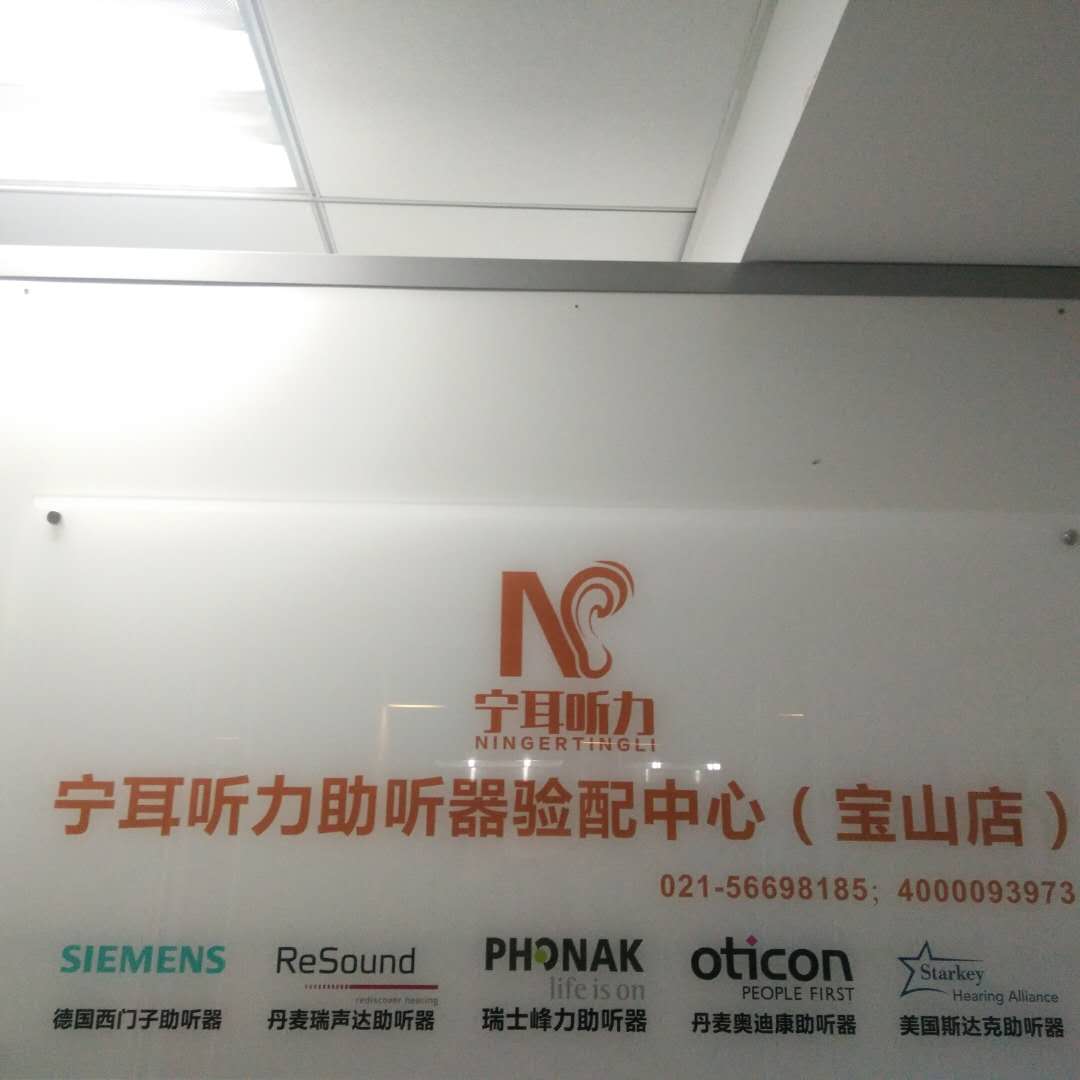 宁耳听力
NINGERTINGLI
宁耳听力助听器验配中心（宝山店）
021-56698185; 4000093973
SIEMENS
德国西门子助听器
ReSound
rediscover hearing
丹麦瑞声达助听器
PHONAK
life is on
瑞士峰力助听器
oticon
PEOPLE FIRST
丹麦奥迪康助听器
Starkey
Hearing Alliance
美国斯达克助听器